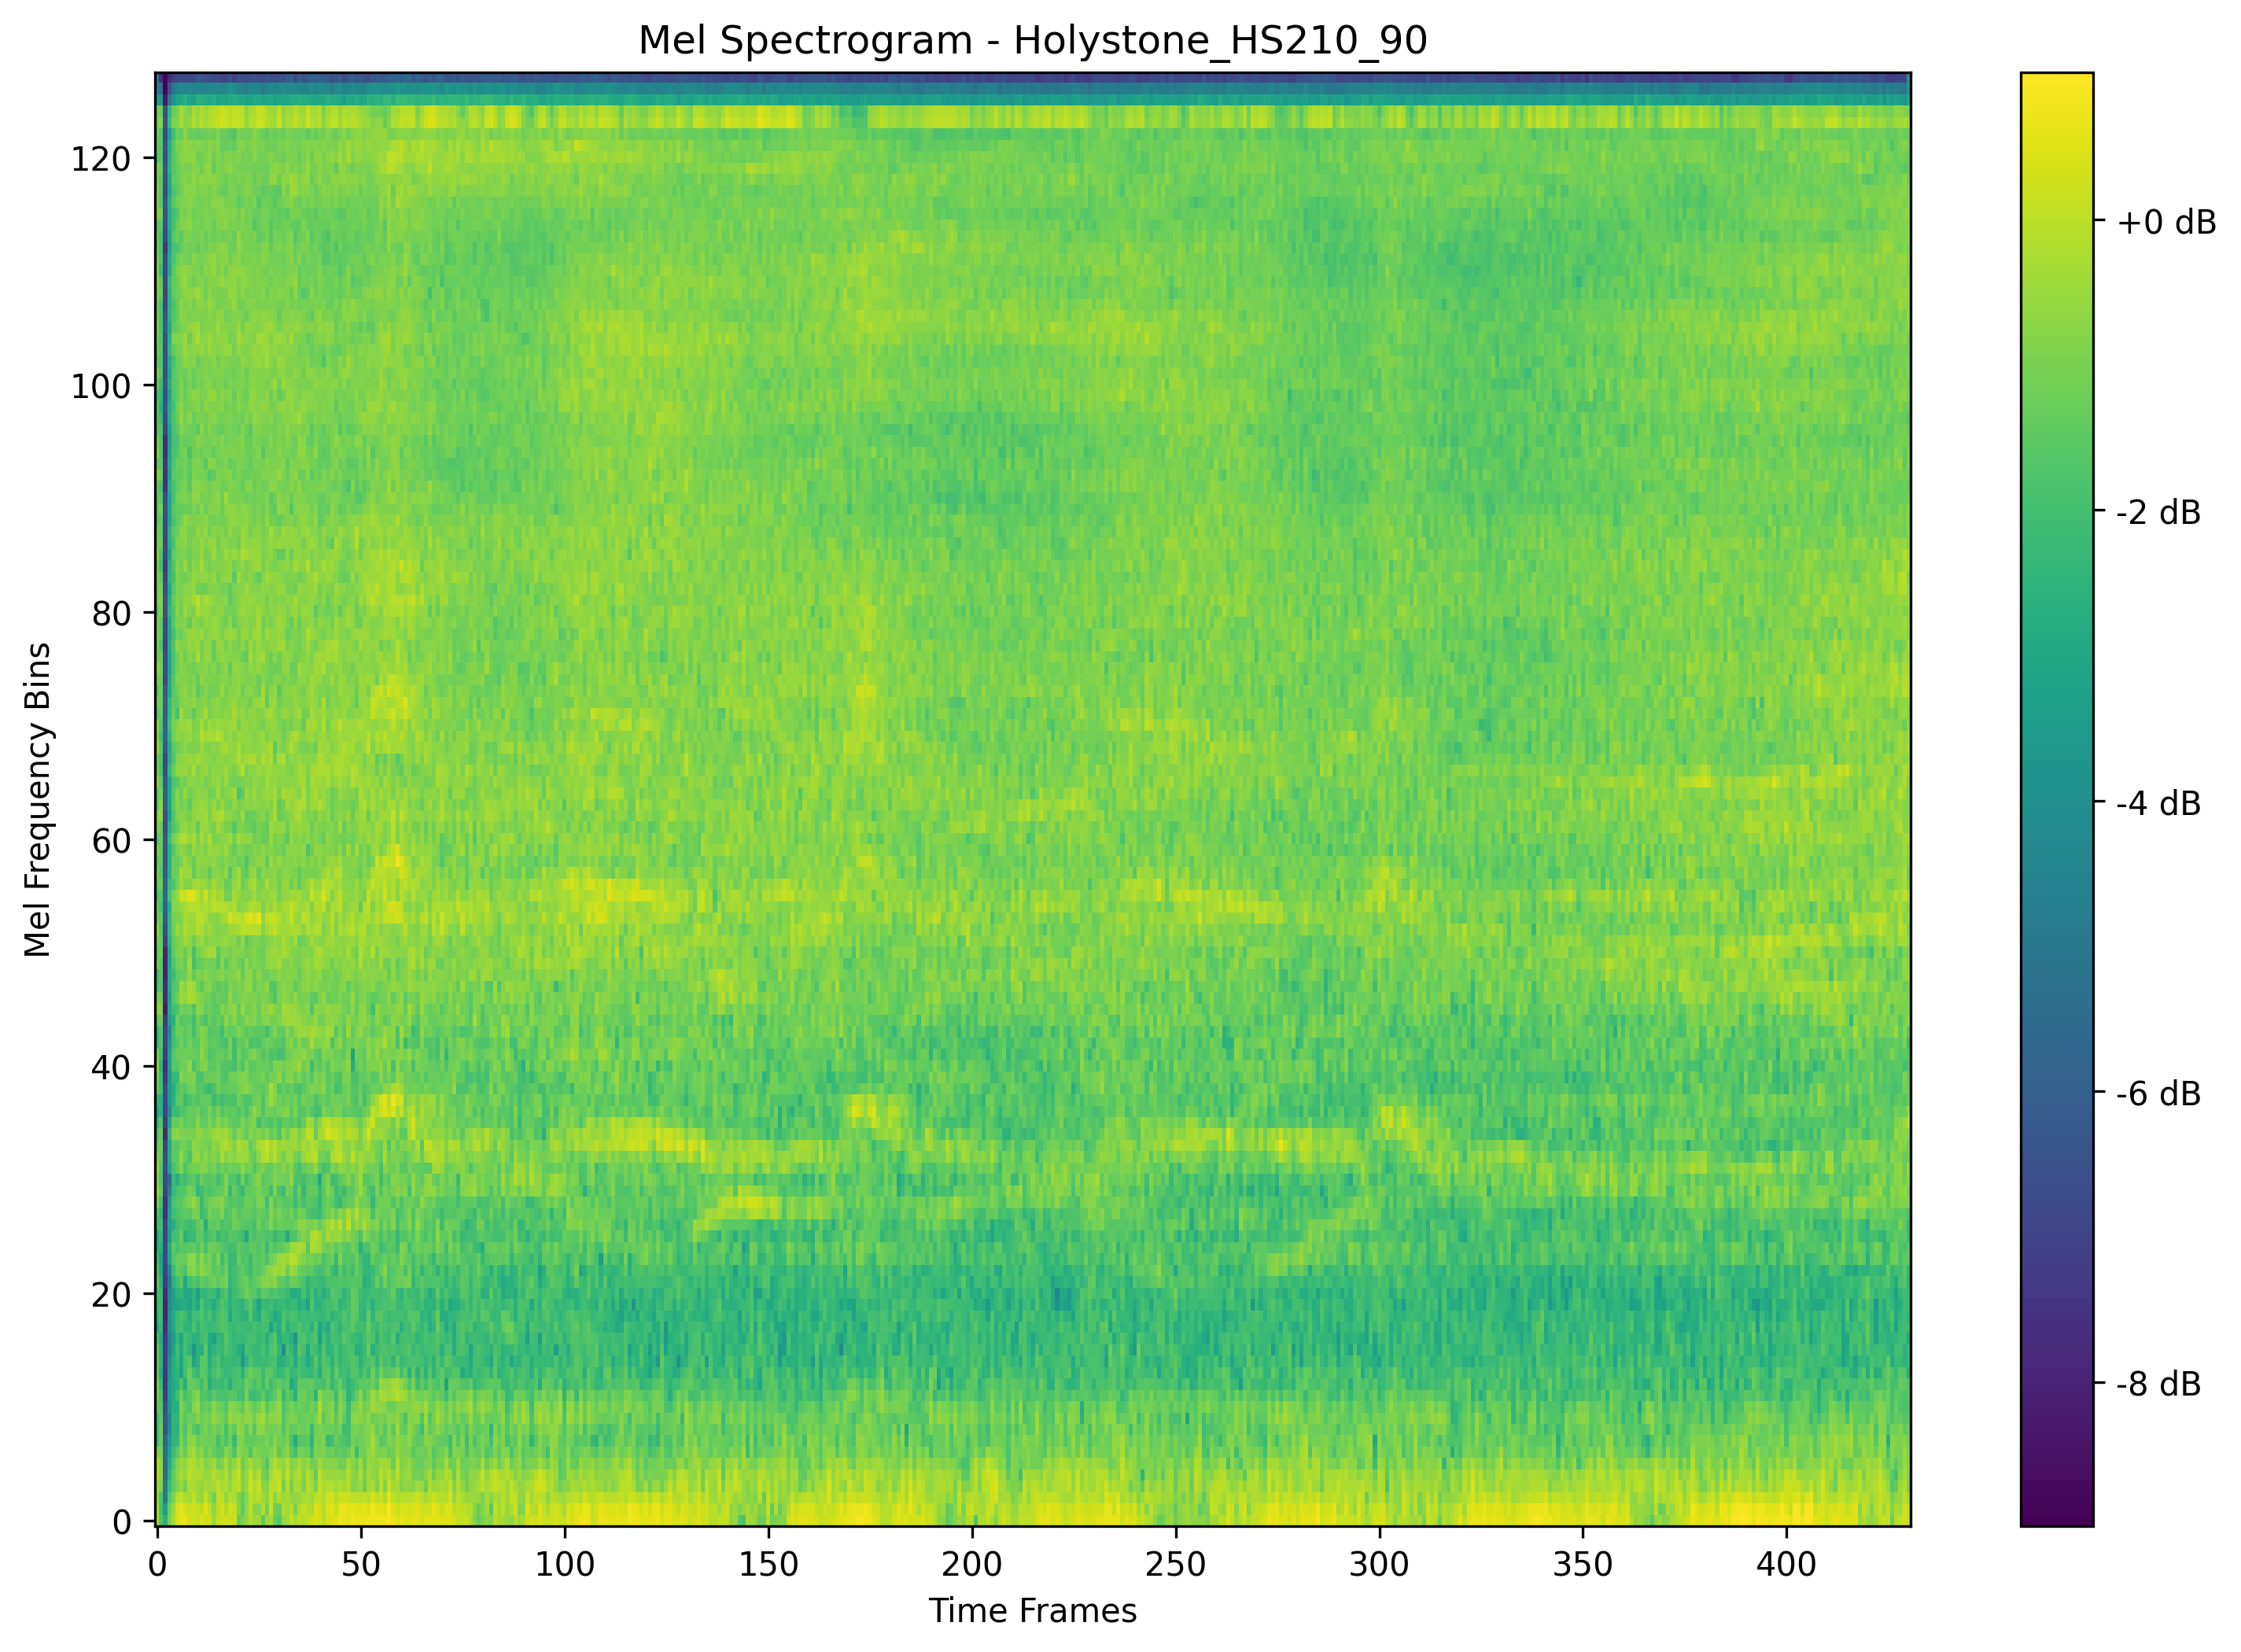 Mel Spectrogram - Holystone_HS210_90
120
100
80
60
40
20
0
Mel Frequency Bins
0 50 100 150 200 250 300 350 400
Time Frames
+0 dB
-2 dB
-4 dB
-6 dB
-8 dB